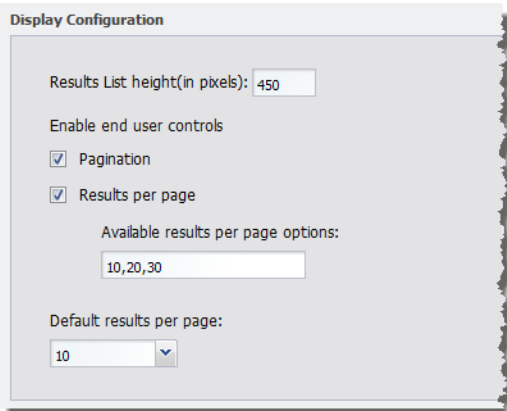 Display Configuration
Results List height(in pixels): 450
Enable end user controls
Pagination
Results per page
Available results per page options:
10,20,30
Default results per page:
10